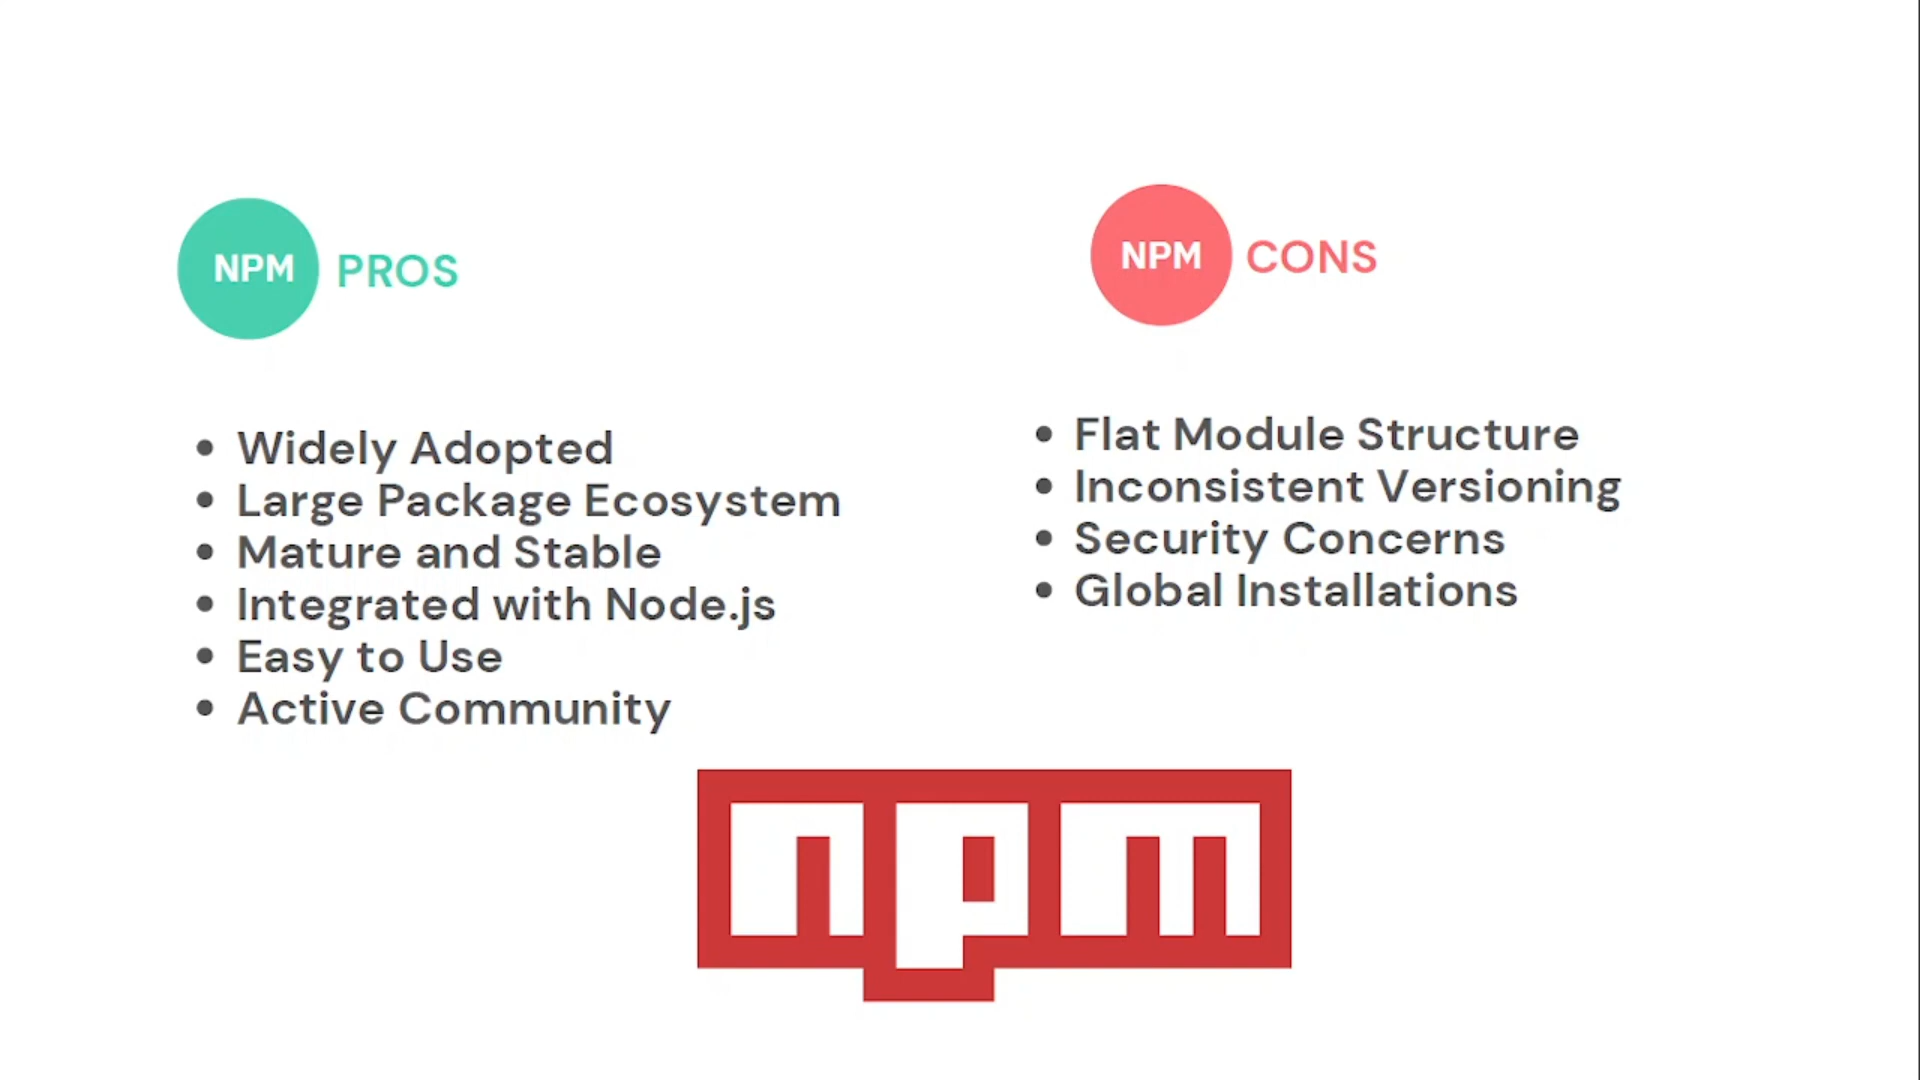 NPM PROS
• Widely Adopted
• Large Package Ecosystem
• Mature and Stable
• Integrated with Node.js
• Easy to Use
• Active Community
NPM CONS
• Flat Module Structure
• Inconsistent Versioning
• Security Concerns
• Global Installations
npm